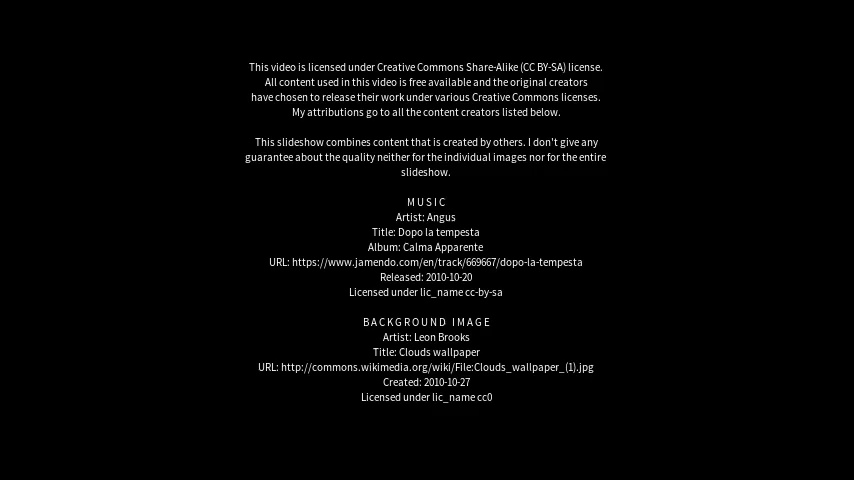 This video is licensed under Creative Commons Share-Alike (CC BY-SA) license.
All content used in this video is free available and the original creators
have chosen to release their work under various Creative Commons licenses.
My attributions go to all the content creators listed below.
This slideshow combines content that is created by others. I don't give any
guarantee about the quality neither for the individual images nor for the entire
slideshow.
MUSIC
Artist: Angus
Title: Dopo la tempesta
Album: Calma Apparente
URL: https://www.jamendo.com/en/track/669667/dopo-la-tempesta
Released: 2010-10-20
Licensed under lic_name cc-by-sa
BACKGROUND IMAGE
Artist: Leon Brooks
Title: Clouds wallpaper
URL: http://commons.wikimedia.org/wiki/File:Clouds_wallpaper_(1).jpg
Created: 2010-10-27
Licensed under lic_name cc0